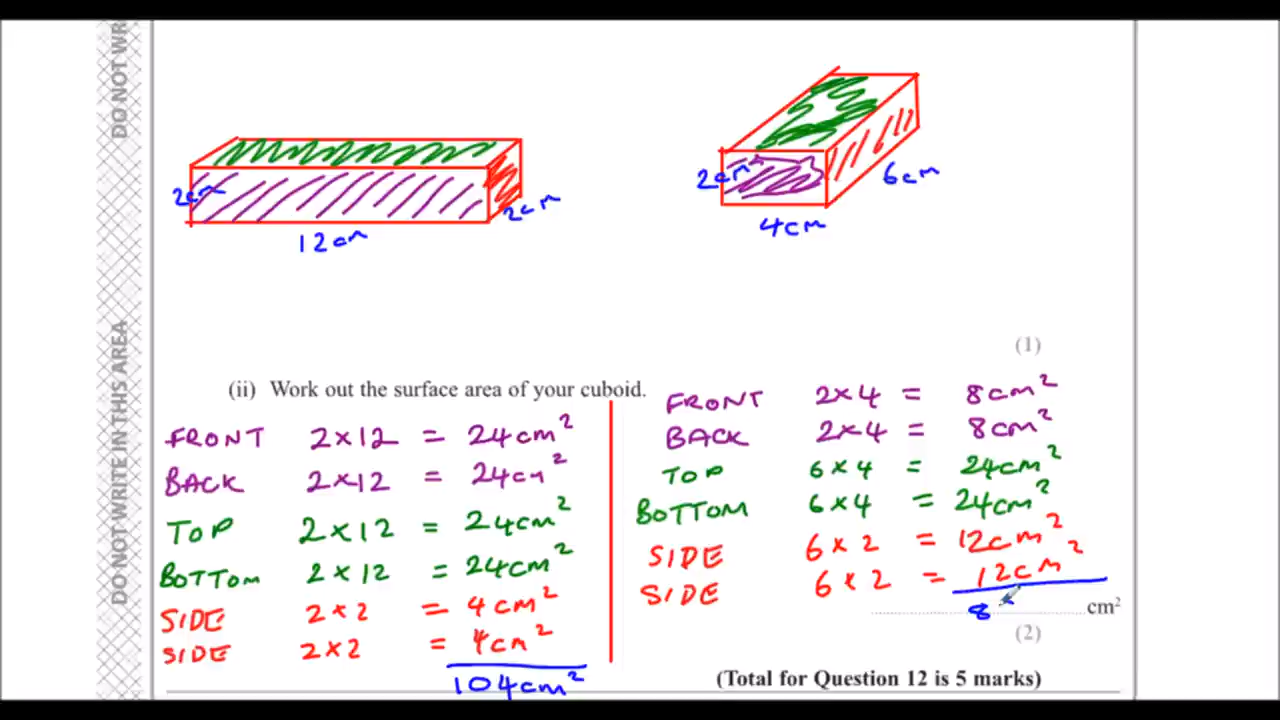 DO NOT WR
DO NOT WRITE IN THIS AREA
2cm
12cm
2cm
2cm
4cm
6cm
(1)
(ii) Work out the surface area of your cuboid.
FRONT 2×12 = 24cm²
BACK 2×12 = 24cm²
TOP 2×12 = 24cm²
BOTTOM 2×12 = 24cm²
SIDE 2×2 = 4cm²
SIDE 2×2 = 4cm²
104cm²
FRONT 2×4 = 8cm²
BACK 2×4 = 8cm²
TOP 6×4 = 24cm²
BOTTOM 6×4 = 24cm²
SIDE 6×2 = 12cm²
SIDE 6×2 = 12cm²
8
cm²
(2)
(Total for Question 12 is 5 marks)